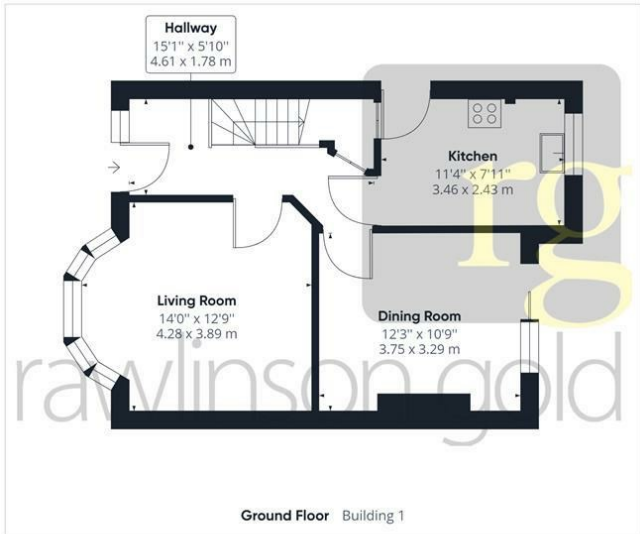 Hallway
15'1" x 5'10"
4.61 x 1.78 m
Kitchen
11'4" x 7'11"
3.46 x 2.43 m
rg
Living Room
14'0" x 12'9"
4.28 x 3.89 m
Dining Room
12'3" x 10'9"
3.75 x 3.29 m
rawlinson gold
Ground Floor Building 1